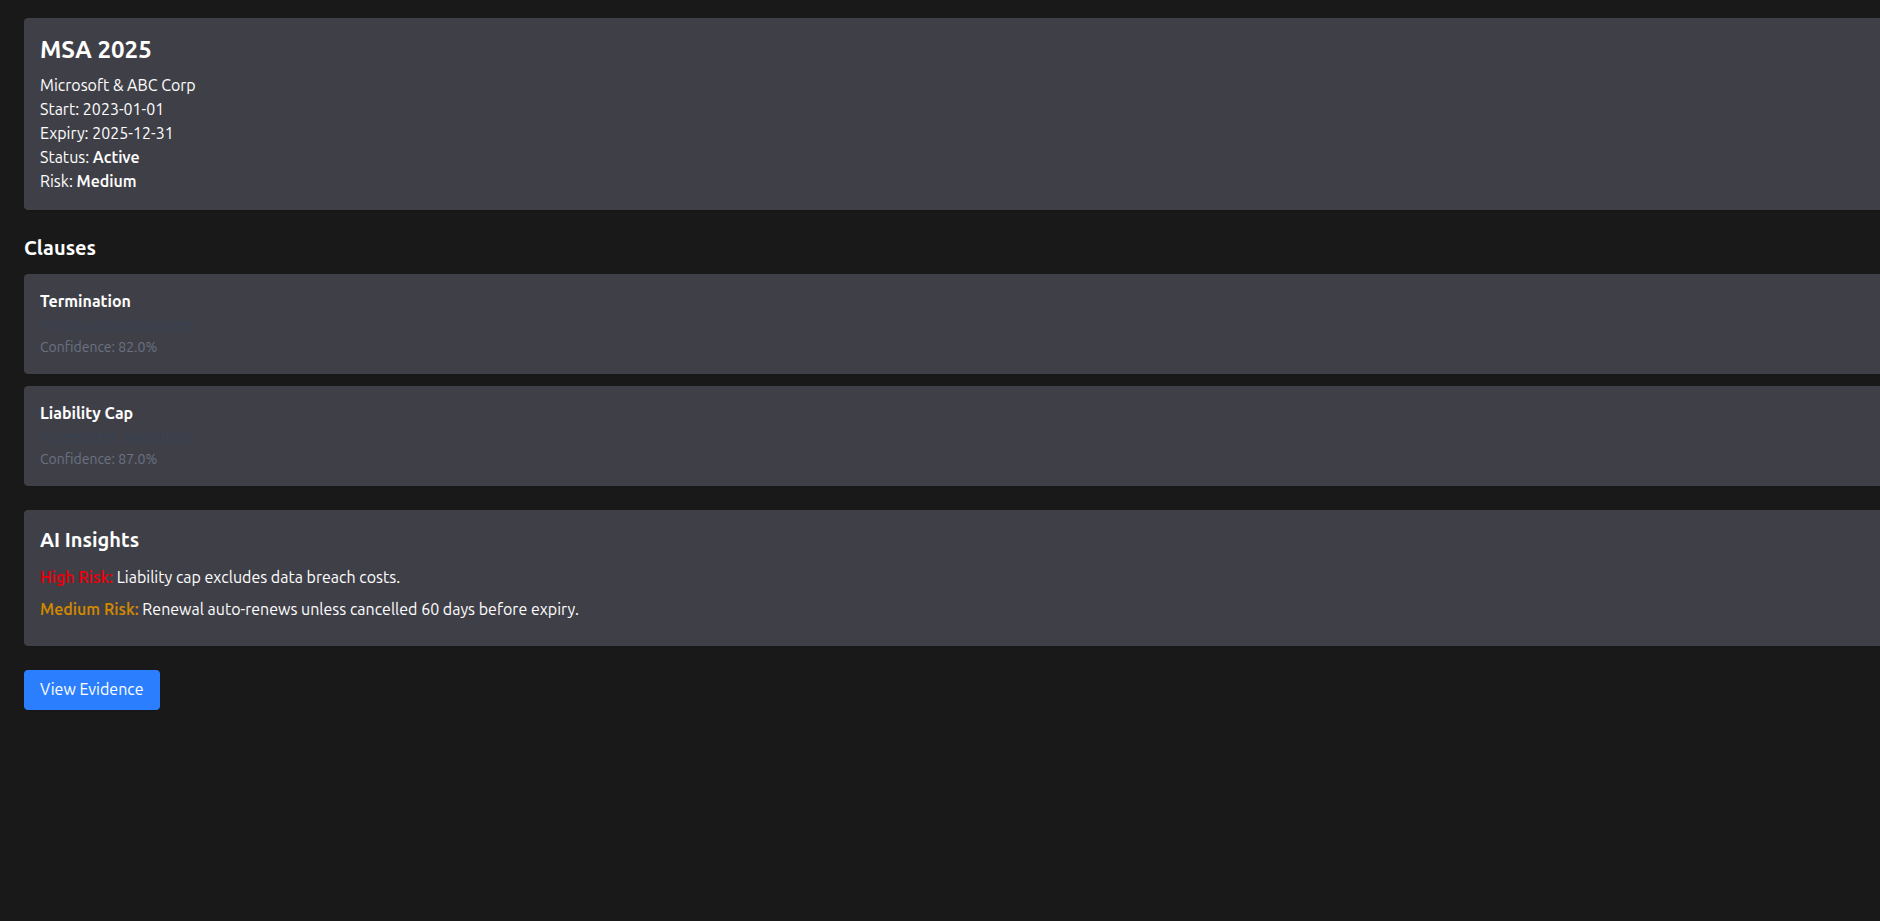 MSA 2025
Microsoft & ABC Corp
Start: 2023-01-01
Expiry: 2025-12-31
Status: Active
Risk: Medium
Clauses
Termination
Confidence: 82.0%
Liability Cap
Confidence: 87.0%
AI Insights
High Risk: Liability cap excludes data breach costs.
Medium Risk: Renewal auto-renews unless cancelled 60 days before expiry.
View Evidence